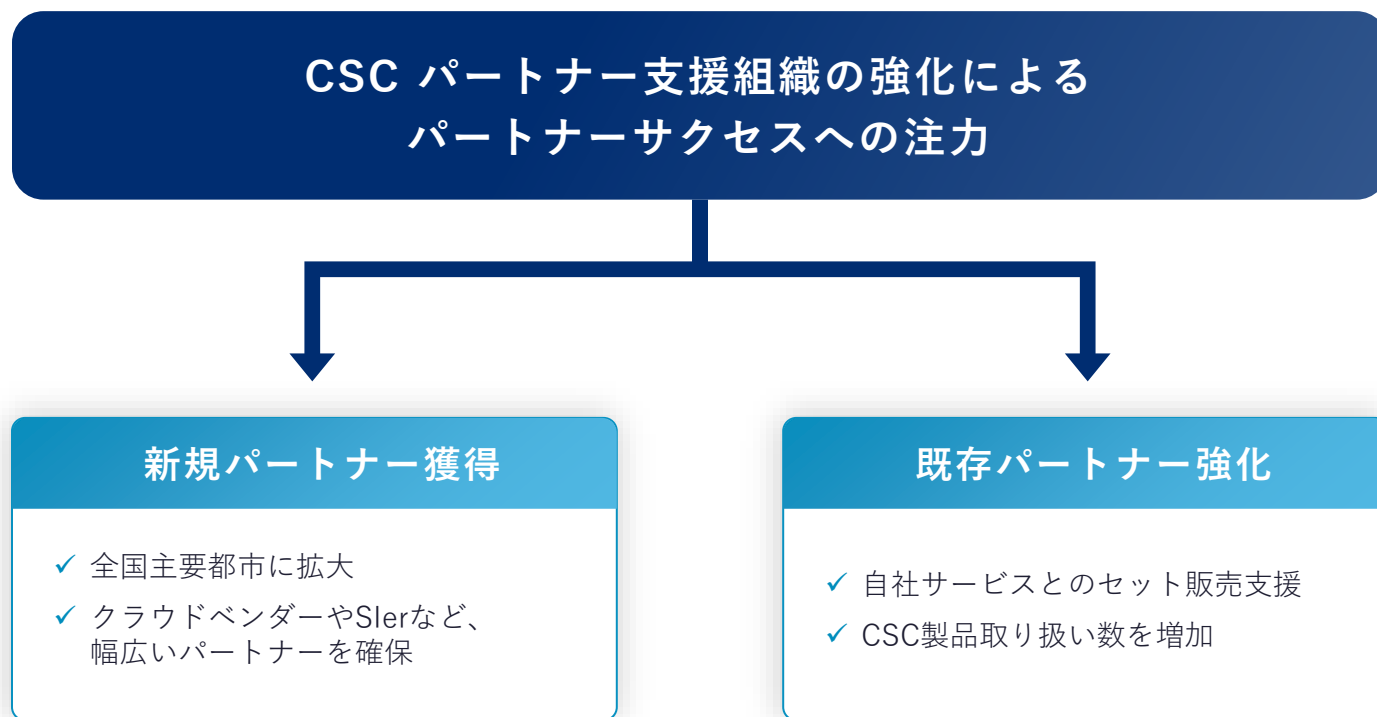 CSC パートナー支援組織の強化による
パートナーサクセスへの注力
新規パートナー獲得
✓ 全国主要都市に拡大
✓ クラウドベンダーやSIerなど、
幅広いパートナーを確保
既存パートナー強化
✓ 自社サービスとのセット販売支援
✓ CSC製品取り扱い数を増加